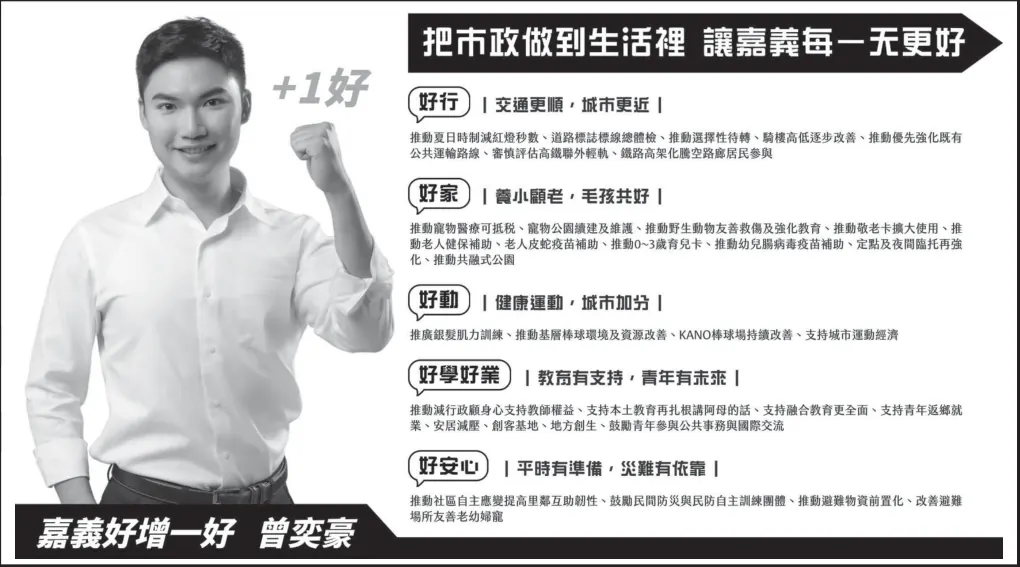 +1好
把市政做到生活裡 讓嘉義每一天更好
好行 | 交通更順，城市更近 |
推動夏日時制減紅燈秒數、道路標誌標線總體檢、推動選擇性待轉、騎樓高低逐步改善、推動優先強化既有
公共運輸路線、審慎評估高鐵聯外輕軌、鐵路高架化騰空路廊居民參與
好家 | 養小顧老，毛孩共好 |
推動寵物醫療可抵稅、寵物公園續建及維護、推動野生動物友善救傷及強化教育、推動敬老卡擴大使用、推
動老人健保補助、老人皮蛇疫苗補助、推動0~3歲育兒卡、推動幼兒腸病毒疫苗補助、定點及夜間臨托再強
化、推動共融式公園
好動 | 健康運動，城市加分 |
推廣銀髮肌力訓練、推動基層棒球環境及資源改善、KANO棒球場持續改善、支持城市運動經濟
好學好業 | 教育有支持，青年有未來 |
推動減行政顧身心支持教師權益、支持本土教育再扎根講阿母的話、支持融合教育更全面、支持青年返鄉就
業、安居減壓、創客基地、地方創生、鼓勵青年參與公共事務與國際交流
好安心 | 平時有準備，災難有依靠 |
推動社區自主應變提高里鄰互助韌性、鼓勵民間防災與民防自主訓練團體、推動避難物資前置化、改善避難
場所友善老幼婦寵
嘉義好增一好 曾奕豪